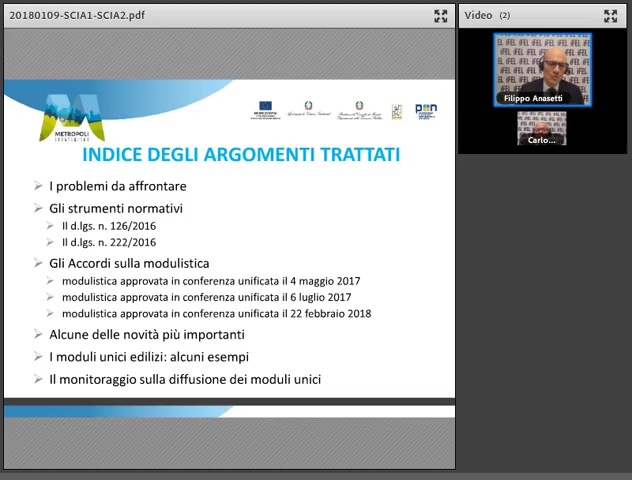 20180109-SCIA1-SCIA2.pdf
Video (2)
Filippo Anasetti
Carlo...
METROPOLI
STRATEGICHE
INDICE DEGLI ARGOMENTI TRATTATI
I problemi da affrontare
Gli strumenti normativi
Il d.lgs. n. 126/2016
Il d.lgs. n. 222/2016
Gli Accordi sulla modulistica
modulistica approvata in conferenza unificata il 4 maggio 2017
modulistica approvata in conferenza unificata il 6 luglio 2017
modulistica approvata in conferenza unificata il 22 febbraio 2018
Alcune delle novità più importanti
I moduli unici edilizi: alcuni esempi
Il monitoraggio sulla diffusione dei moduli unici